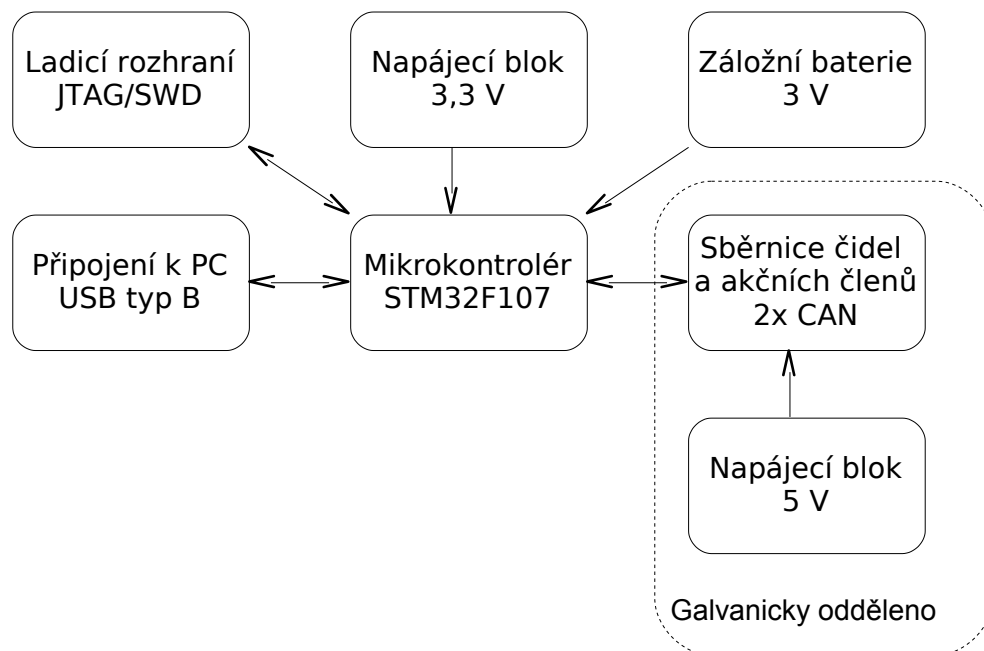 Ladicí rozhraní
JTAG/SWD
Napájecí blok
3,3 V
Záložní baterie
3 V
Připojení k PC
USB typ B
Mikrokontrolér
STM32F107
Sběrnice čidel
a akčních členů
2x CAN
Napájecí blok
5 V
Galvanicky odděleno